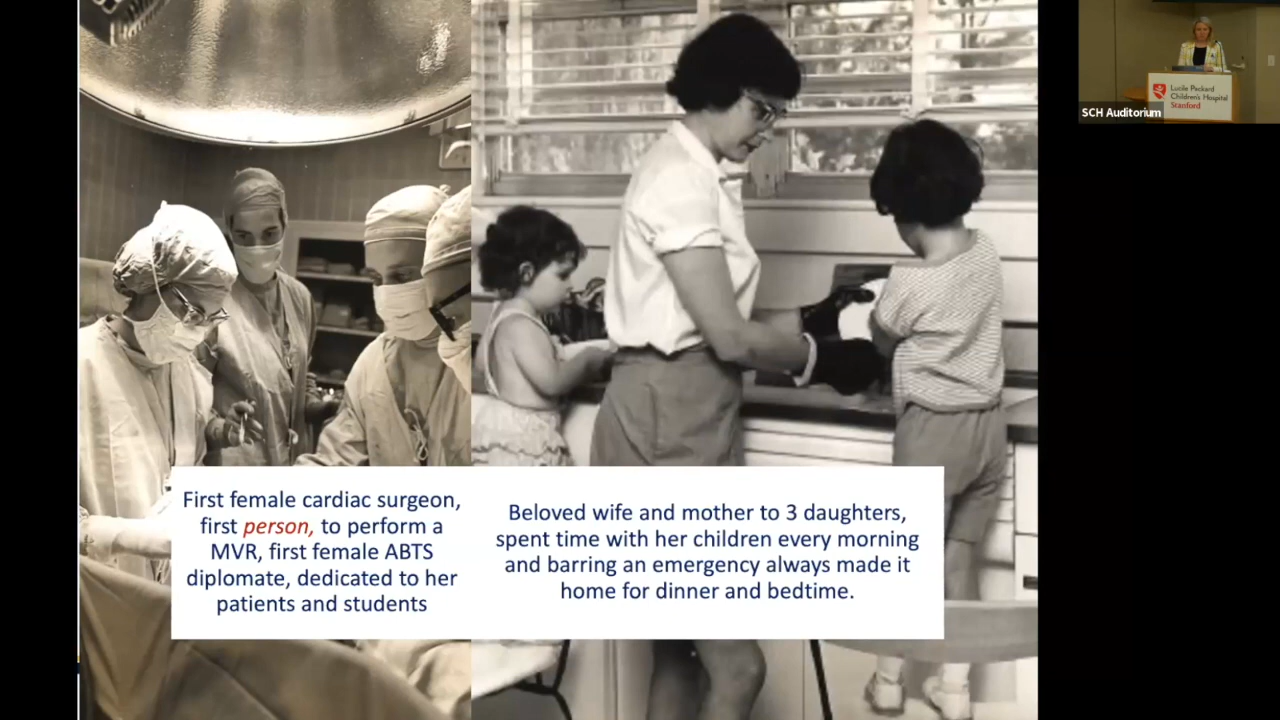 First female cardiac surgeon,
first person, to perform a
MVR, first female ABTS
diplomate, dedicated to her
patients and students
Beloved wife and mother to 3 daughters,
spent time with her children every morning
and barring an emergency always made it
home for dinner and bedtime.
Lucile Packard
Children's Hospital
Stanford
SCH Auditorium